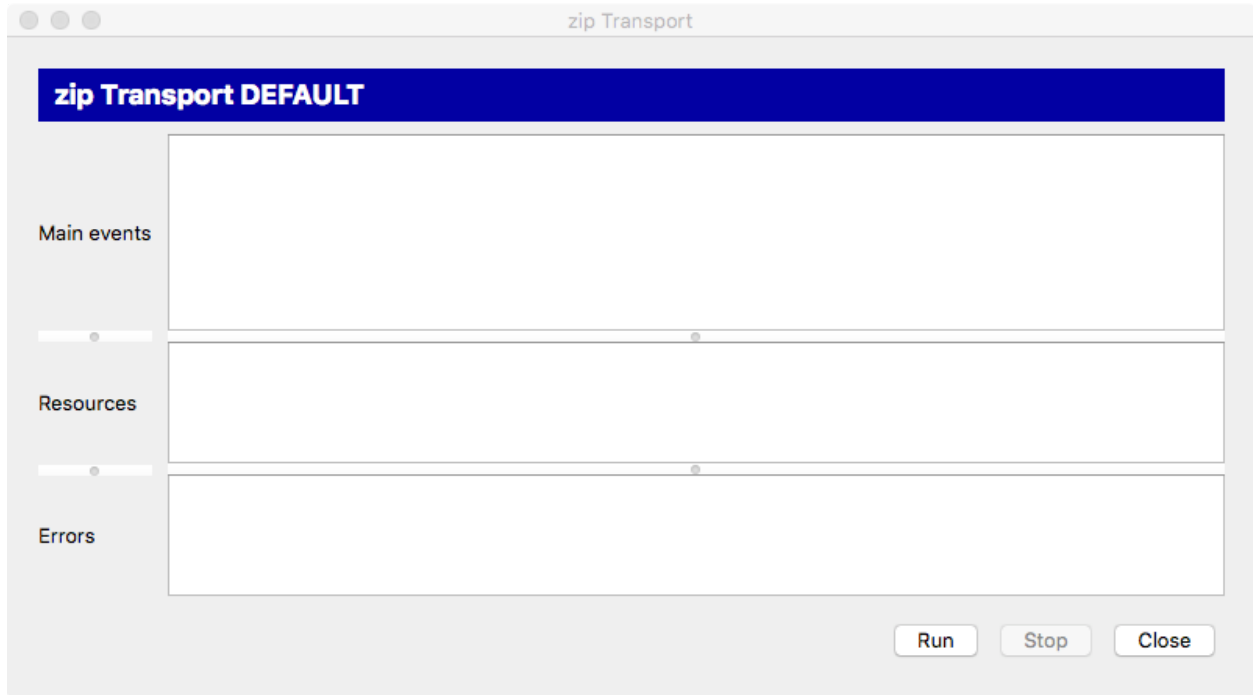 zip Transport
zip Transport DEFAULT
Main events
Resources
Errors
Run Stop Close